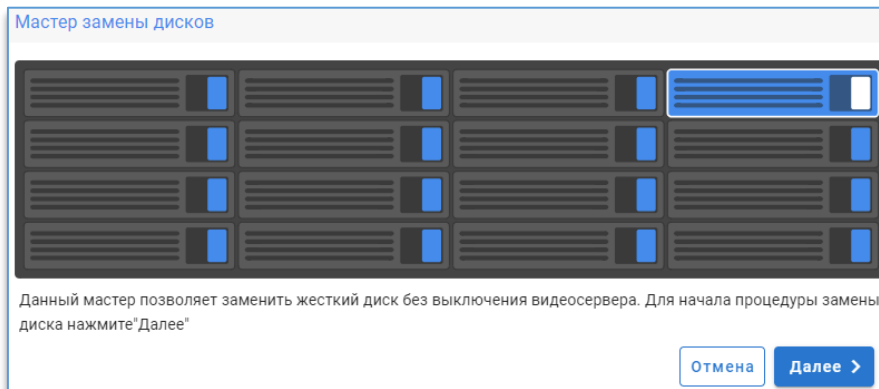 Мастер замены дисков
Данный мастер позволяет заменить жесткий диск без выключения видеосервера. Для начала процедуры замены
диска нажмите"Далее"
Отмена
Далее